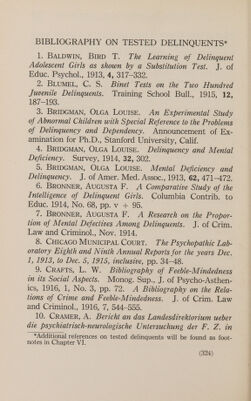 BIBLIOGRAPHY ON TESTED DELINQUENTS*
1. BALDWIN, BIRD T. The Learning of Delinquent
Adolescent Girls as shown by a Substitution Test. J. of
Educ. Psychol., 1913, 4, 317–332.
2. BLUMEL, C. S. Binet Tests on the Two Hundred
Juvenile Delinquents. Training School Bull., 1915, 12,
187–193.
3. BRIDGMAN, OLGA LOUISE. An Experimental Study
of Abnormal Children with Special Reference to the Problems
of Delinquency and Dependency. Announcement of Ex-
amination for Ph.D., Stanford University, Calif.
4. BRIDGMAN, OLGA LOUISE. Delinquency and Mental
Deficiency. Survey, 1914, 32, 302.
5. BRIDGMAN, OLGA LOUISE. Mental Deficiency and
Delinquency. J. of Amer. Med. Assoc., 1913, 62, 471–472.
6. BRONNER, AUGUSTA F. A Comparative Study of the
Intelligence of Delinquent Girls. Columbia Contrib. to
Educ. 1914, No. 68, pp. v + 95.
7. BRONNER, AUGUSTA F. A Research on the Propor-
tion of Mental Defectives Among Delinquents. J. of Crim.
Law and Criminol., Nov. 1914.
8. CHICAGO MUNICIPAL COURT. The Psychopathic Lab-
oratory Eighth and Ninth Annual Reports for the years Dec.
1, 1913, to Dec. 5, 1915, inclusive, pp. 34–48.
9. CRAFTS, L. W. Bibliography of Feeble-Mindedness
in its Social Aspects. Monog. Sup., J. of Psycho-Asthen-
ics, 1916, 1, No. 3, pp. 72. A Bibliography on the Rela-
tions of Crime and Feeble-Mindedness. J. of Crim. Law
and Criminol., 1916, 7, 544–555.
10. CRAMER, A. Bericht an das Landesdirektorium ueber
die psychiatrisch-neurologische Untersuchung der F. Z. in
*Additional references on tested delinquents will be found as foot-
notes in Chapter VI.
(324)